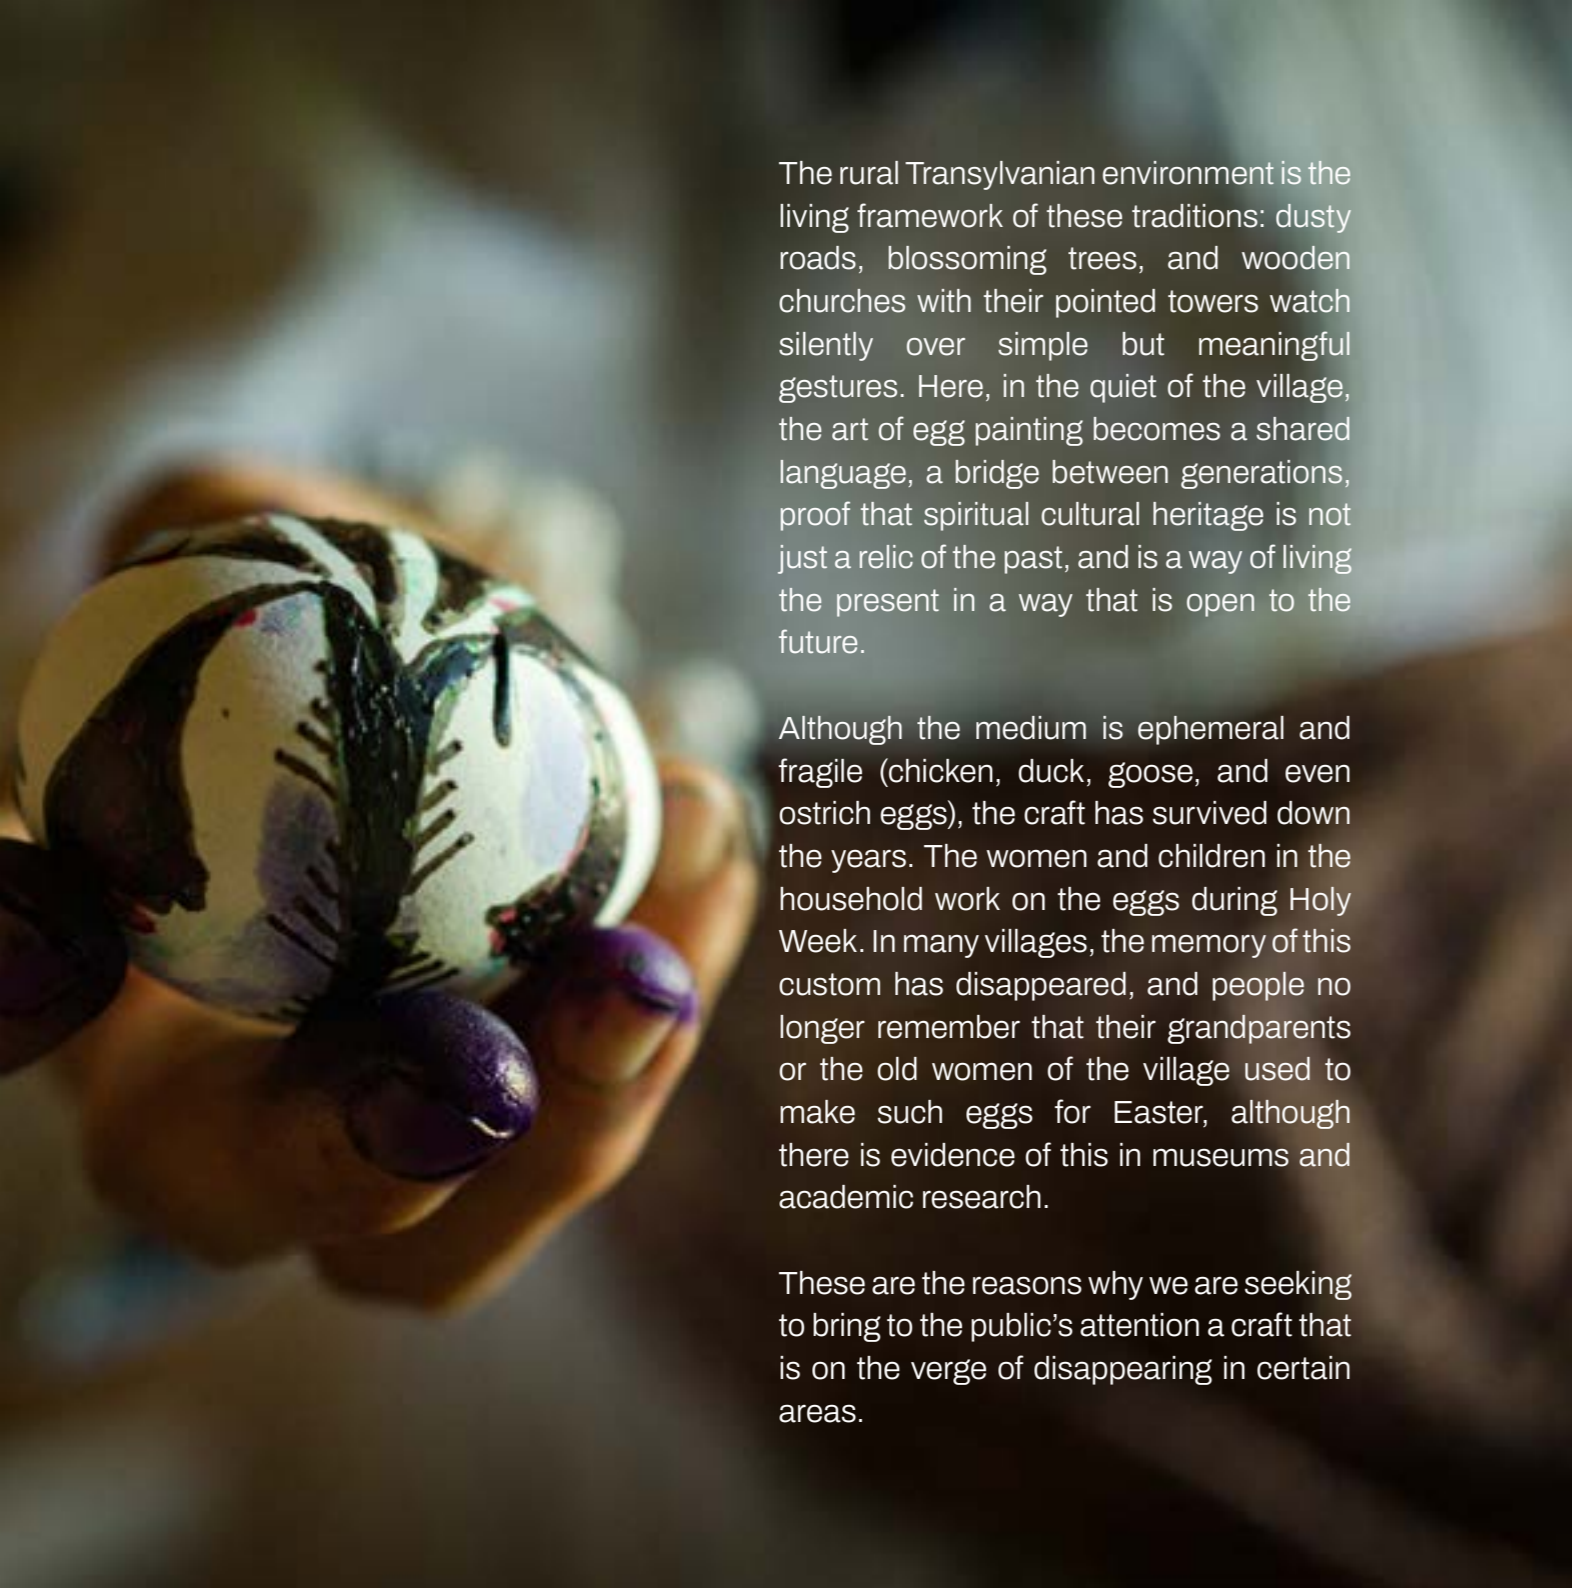 The rural Transylvanian environment is the
living framework of these traditions: dusty
roads, blossoming trees, and wooden
churches with their pointed towers watch
silently over simple but meaningful
gestures. Here, in the quiet of the village,
the art of egg painting becomes a shared
language, a bridge between generations,
proof that spiritual cultural heritage is not
just a relic of the past, and is a way of living
the present in a way that is open to the
future.
Although the medium is ephemeral and
fragile (chicken, duck, goose, and even
ostrich eggs), the craft has survived down
the years. The women and children in the
household work on the eggs during Holy
Week. In many villages, the memory of this
custom has disappeared, and people no
longer remember that their grandparents
or the old women of the village used to
make such eggs for Easter, although
there is evidence of this in museums and
academic research.
These are the reasons why we are seeking
to bring to the public’s attention a craft that
is on the verge of disappearing in certain
areas.